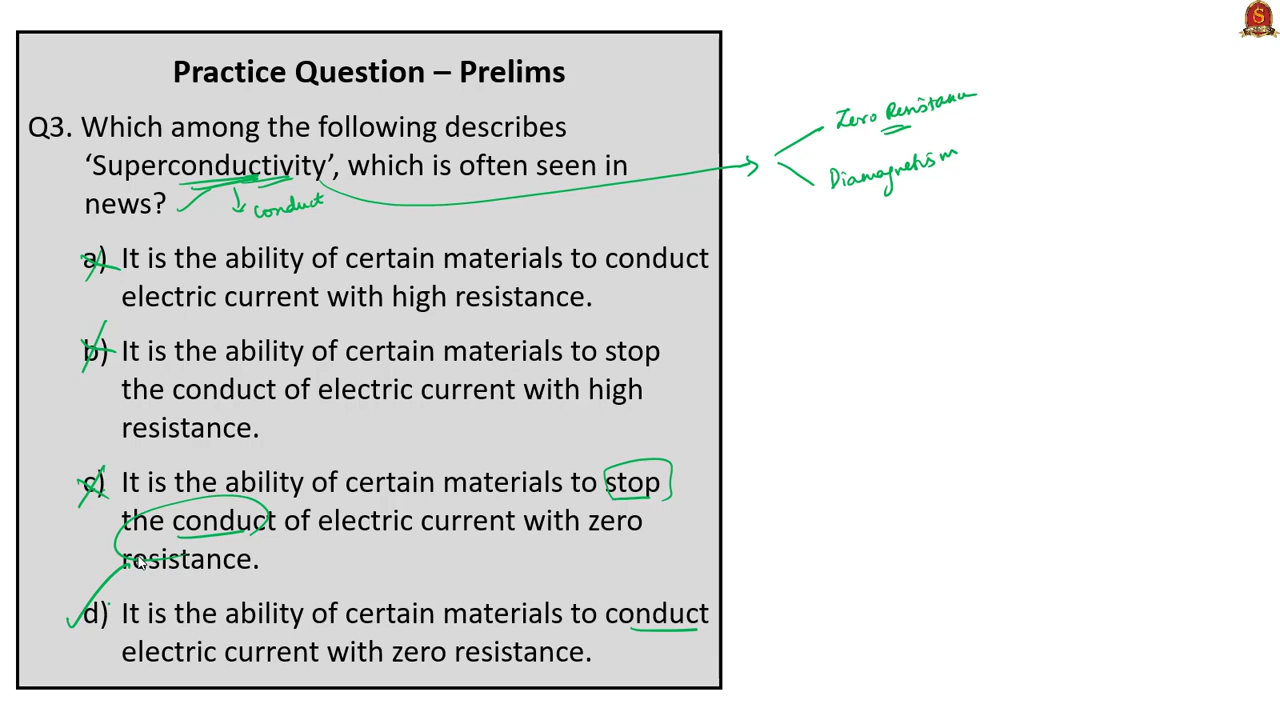 Practice Question – Prelims
Q3. Which among the following describes
‘Superconductivity’, which is often seen in
news?
conduct
Zero Resistance
Diamagnetism
a) It is the ability of certain materials to conduct
electric current with high resistance.
b) It is the ability of certain materials to stop
the conduct of electric current with high
resistance.
c) It is the ability of certain materials to stop
the conduct of electric current with zero
resistance.
d) It is the ability of certain materials to conduct
electric current with zero resistance.
S